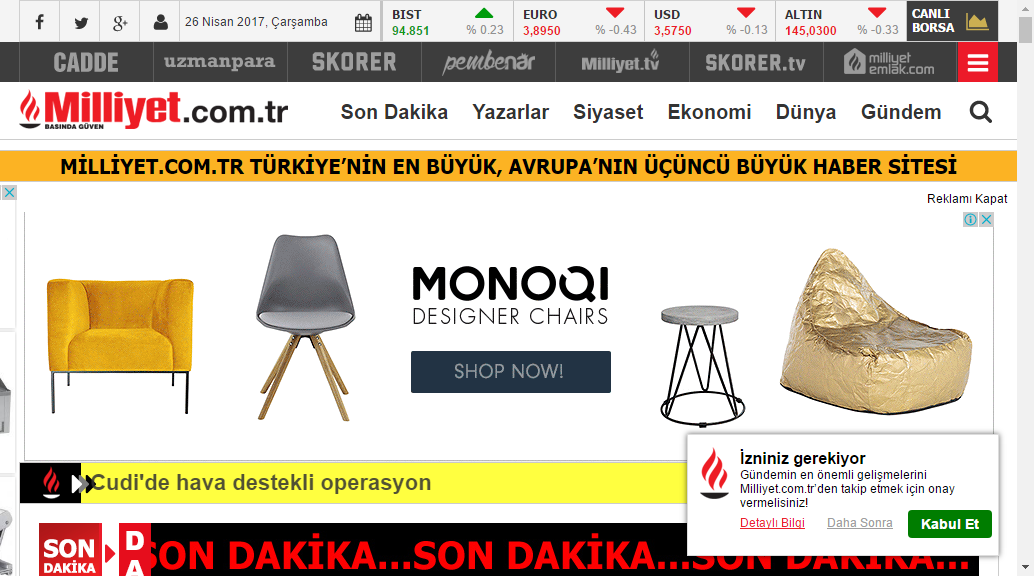 26 Nisan 2017, Çarşamba
BIST
94.851
% 0.23
EURO
3,8950
% -0.43
USD
3,5750
% -0.13
ALTIN
145,0300
% -0.33
CANLI
BORSA
CADDE
uzmanpara
SKORER
pembenar
Milliyet.tv
SKORER.tv
milliyet
emlak.com
Milliyet.com.tr
BASINDA GÜVEN
Son Dakika
Yazarlar
Siyaset
Ekonomi
Dünya
Gündem
MİLLİYET.COM.TR TÜRKİYE’NİN EN BÜYÜK, AVRUPA’NIN ÜÇÜNCÜ BÜYÜK HABER SİTESİ
Reklamı Kapat
MONOQI
DESIGNER CHAIRS
SHOP NOW!
Cudi'de hava destekli operasyon
İzniniz gerekiyor
Gündemin en önemli gelişmelerini
Milliyet.com.tr’den takip etmek için onay
vermelisiniz!
Detaylı Bilgi
Daha Sonra
Kabul Et
SON
DAKİKA
DA
SON DAKİKA...SON DAKİKA...SON DAKİKA...